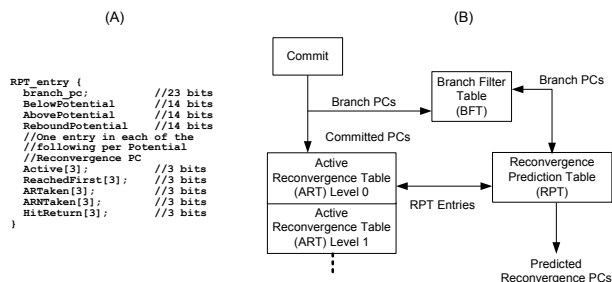 (A)
RPT_entry {
branch_pc; //23 bits
BelowPotential //14 bits
AbovePotential //14 bits
ReboundPotential //14 bits
//One entry in each of the
//following per Potential
//Reconvergence PC
Active[3]; //3 bits
ReachedFirst[3]; //3 bits
ARTaken[3]; //3 bits
ARNTaken[3]; //3 bits
HitReturn[3]; //3 bits
}
(B)
Commit
Branch PCs
Branch Filter
Table
(BFT)
Branch PCs
Committed PCs
Active
Reconvergence Table
(ART) Level 0
RPT Entries
Reconvergence
Prediction Table
(RPT)
Active
Reconvergence Table
(ART) Level 1
Predicted
Reconvergence PCs